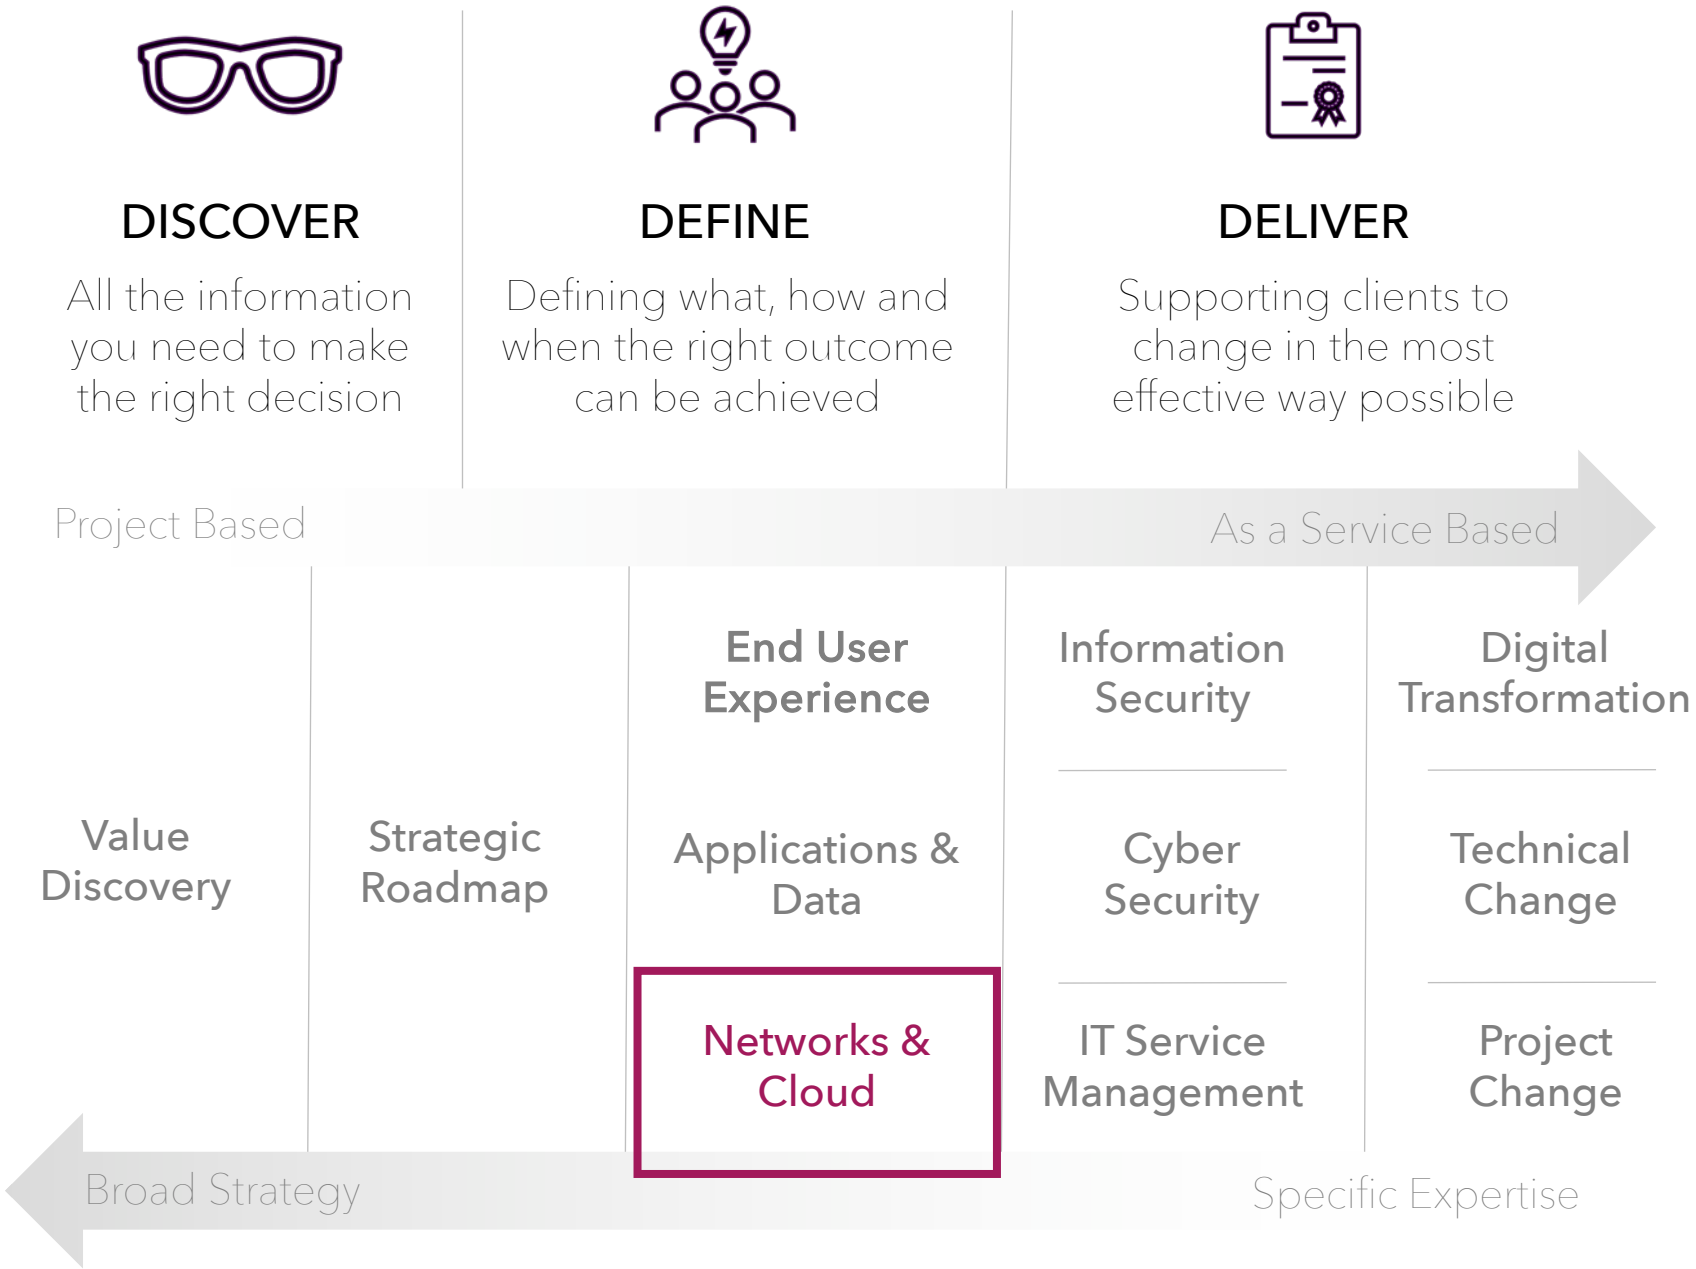 DISCOVER
All the information
you need to make
the right decision
DEFINE
Defining what, how and
when the right outcome
can be achieved
DELIVER
Supporting clients to
change in the most
effective way possible
Project Based
As a Service Based
Value
Discovery
Strategic
Roadmap
End User
Experience
Applications &
Data
Networks &
Cloud
Information
Security
Cyber
Security
IT Service
Management
Digital
Transformation
Technical
Change
Project
Change
Broad Strategy
Specific Expertise